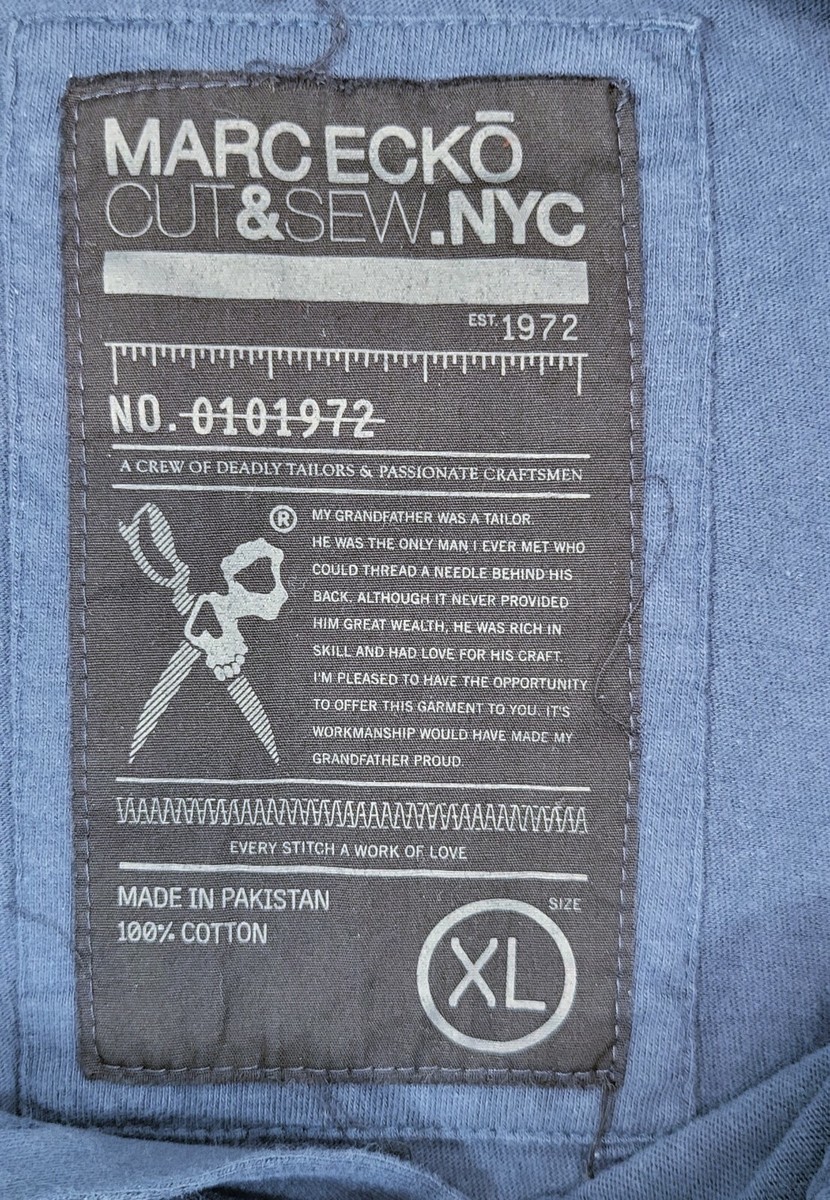 MARC ECKŌ
CUT&SEW.NYC
EST. 1972
NO. 0101972
A CREW OF DEADLY TAILORS & PASSIONATE CRAFTSMEN
®
MY GRANDFATHER WAS A TAILOR.
HE WAS THE ONLY MAN I EVER MET WHO
COULD THREAD A NEEDLE BEHIND HIS
BACK. ALTHOUGH IT NEVER PROVIDED
HIM GREAT WEALTH, HE WAS RICH IN
SKILL AND HAD LOVE FOR HIS CRAFT.
I'M PLEASED TO HAVE THE OPPORTUNITY
TO OFFER THIS GARMENT TO YOU. IT'S
WORKMANSHIP WOULD HAVE MADE MY
GRANDFATHER PROUD.
EVERY STITCH A WORK OF LOVE
MADE IN PAKISTAN
100% COTTON
SIZE
XL